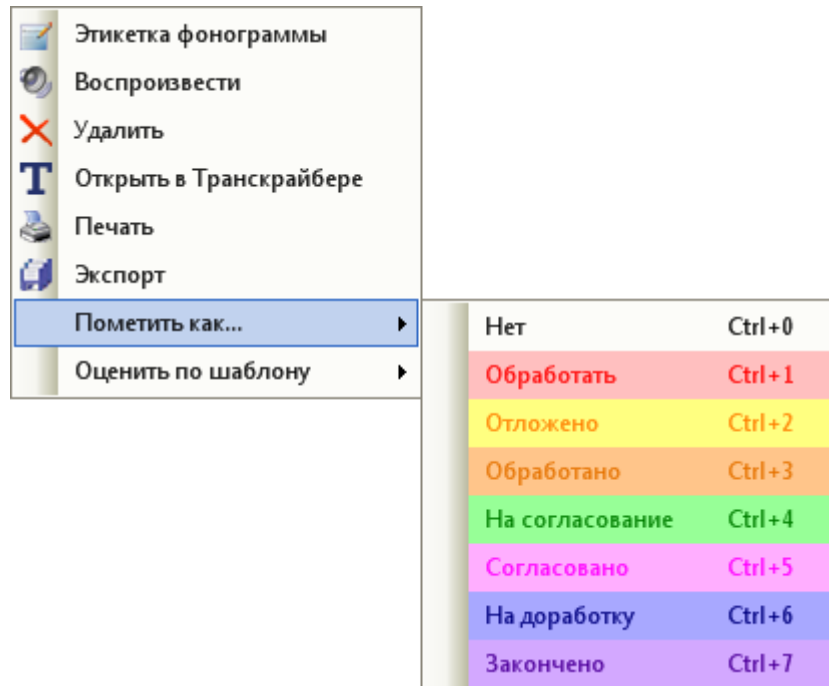 Этикетка фонограммы
Воспроизвести
Удалить
Открыть в Транскрайбере
Печать
Экспорт
Пометить как...
Оценить по шаблону
Нет Ctrl+0
Обработать Ctrl+1
Отложено Ctrl+2
Обработано Ctrl+3
На согласование Ctrl+4
Согласовано Ctrl+5
На доработку Ctrl+6
Закончено Ctrl+7